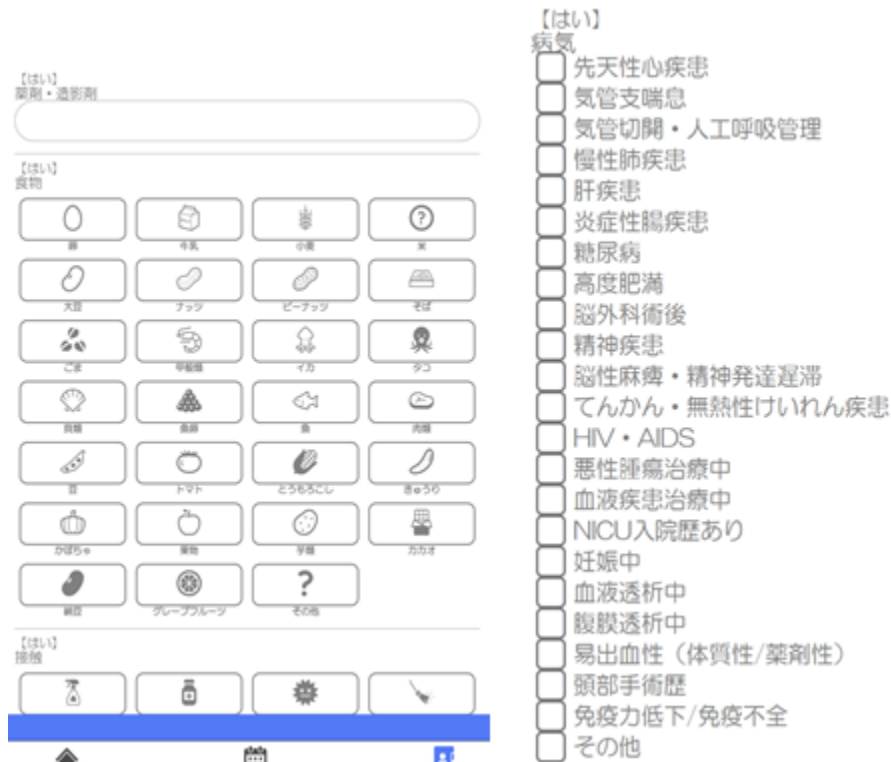 【はい】
薬剤・造影剤
【はい】
食物
卵 牛乳 小麦 米
大豆 ナッツ ピーナッツ そば
ごま 甲殻類 イカ タコ
貝類 魚卵 魚 肉類
豆 トマト とうもろこし きゅうり
かぼちゃ 果物 芋類 カカオ
納豆 グレープフルーツ その他
【はい】
接触
【はい】
病気
先天性心疾患
気管支喘息
気管切開・人工呼吸管理
慢性肺疾患
肝疾患
炎症性腸疾患
糖尿病
高度肥満
脳外科術後
精神疾患
脳性麻痺・精神発達遅滞
てんかん・無熱性けいれん疾患
HIV・AIDS
悪性腫瘍治療中
血液疾患治療中
NICU入院歴あり
妊娠中
血液透析中
腹膜透析中
易出血性（体質性/薬剤性）
頭部手術歴
免疫力低下/免疫不全
その他